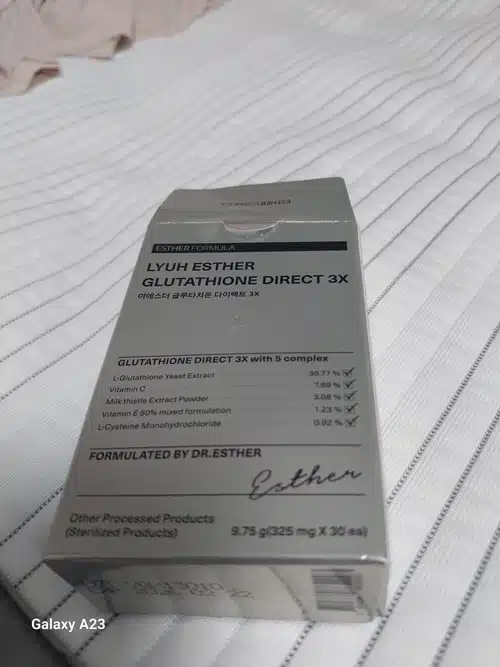 ESTHER FORMULA
LYUH ESTHER
GLUTATHIONE DIRECT 3X
여에스더 글루타치온 다이렉트 3X
GLUTATHIONE DIRECT 3X with 5 complex
L-Glutathione Yeast Extract 30.77 %
Vitamin C 7.69 %
Milk thistle Extract Powder 3.08 %
Vitamin E 50% mixed formulation 1.23 %
L-Cysteine Monohydrochloride 0.92 %
FORMULATED BY DR.ESTHER
Esther
Other Processed Products
(Sterilized Products) 9.75 g(325 mg X 30 ea)
Galaxy A23